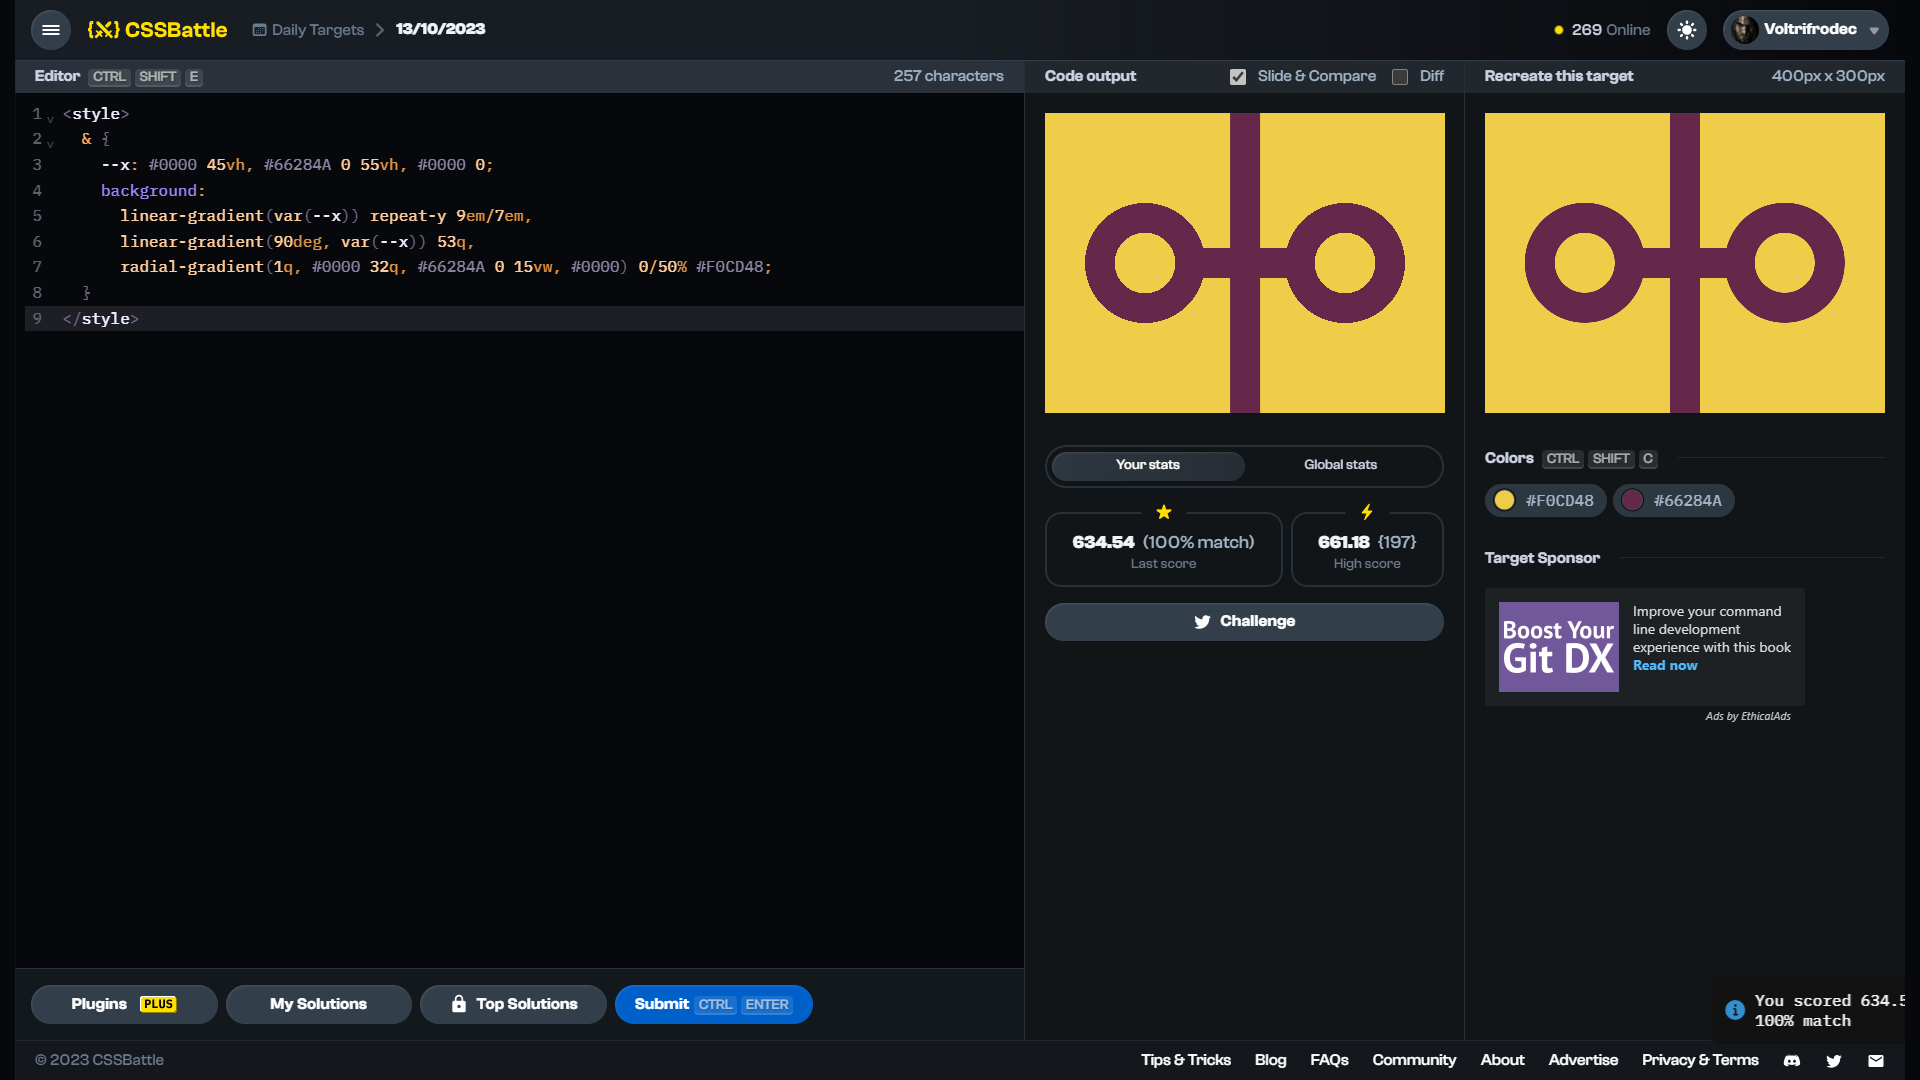 CSSBattle
Daily Targets
13/10/2023
269 Online
Voltrifrodec
Editor CTRL SHIFT E
257 characters
1 <style>
2 & {
3 --x: #0000 45vh, #66284A 0 55vh, #0000 0;
4 background:
5 linear-gradient(var(--x)) repeat-y 9em/7em,
6 linear-gradient(90deg, var(--x)) 53q,
7 radial-gradient(1q, #0000 32q, #66284A 0 15vw, #0000) 0/50% #F0CD48;
8 }
9 </style>
Code output
Slide & Compare
Diff
Recreate this target
400px x 300px
Your stats
Global stats
634.54 (100% match)
Last score
661.18 {197}
High score
Challenge
Colors CTRL SHIFT C
#F0CD48
#66284A
Target Sponsor
Boost Your
Git DX
Improve your command
line development
experience with this book
Read now
Ads by EthicalAds
Plugins PLUS
My Solutions
Top Solutions
Submit CTRL ENTER
You scored 634.5
100% match
© 2023 CSSBattle
Tips & Tricks
Blog
FAQs
Community
About
Advertise
Privacy & Terms